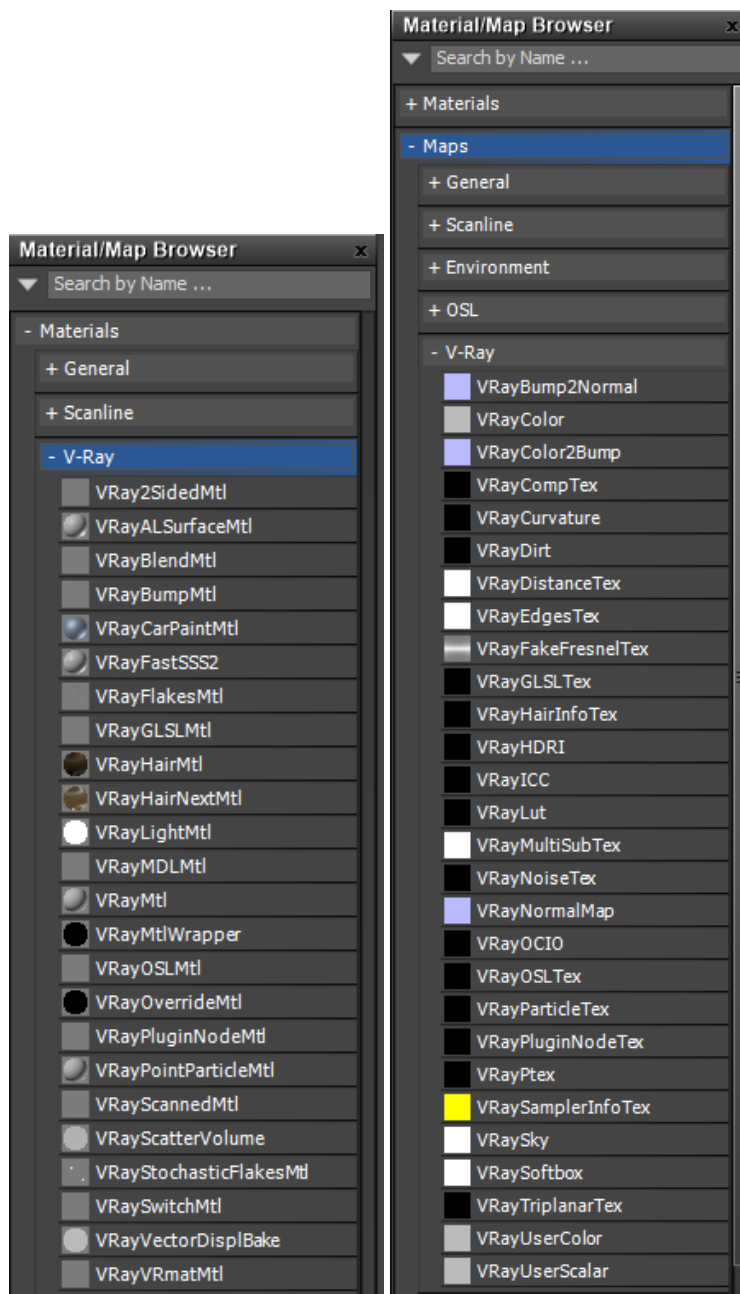 Material/Map Browser x
Search by Name ...
- Materials
+ General
+ Scanline
- V-Ray
VRay2SidedMtl
VRayALSurfaceMtl
VRayBlendMtl
VRayBumpMtl
VRayCarPaintMtl
VRayFastSSS2
VRayFlakesMtl
VRayGLSLMtl
VRayHairMtl
VRayHairNextMtl
VRayLightMtl
VRayMDLMtl
VRayMtl
VRayMtlWrapper
VRayOSLMtl
VRayOverrideMtl
VRayPluginNodeMtl
VRayPointParticleMtl
VRayScannedMtl
VRayScatterVolume
VRayStochasticFlakesMtl
VRaySwitchMtl
VRayVectorDisplBake
VRayVRmatMtl
Material/Map Browser x
Search by Name ...
+ Materials
- Maps
+ General
+ Scanline
+ Environment
+ OSL
- V-Ray
VRayBump2Normal
VRayColor
VRayColor2Bump
VRayCompTex
VRayCurvature
VRayDirt
VRayDistanceTex
VRayEdgesTex
VRayFakeFresnelTex
VRayGLSLTex
VRayHairInfoTex
VRayHDRI
VRayICC
VRayLut
VRayMultiSubTex
VRayNoiseTex
VRayNormalMap
VRayOCIO
VRayOSLTex
VRayParticleTex
VRayPluginNodeTex
VRayPtex
VRaySamplerInfoTex
VRaySky
VRaySoftbox
VRayTriplanarTex
VRayUserColor
VRayUserScalar